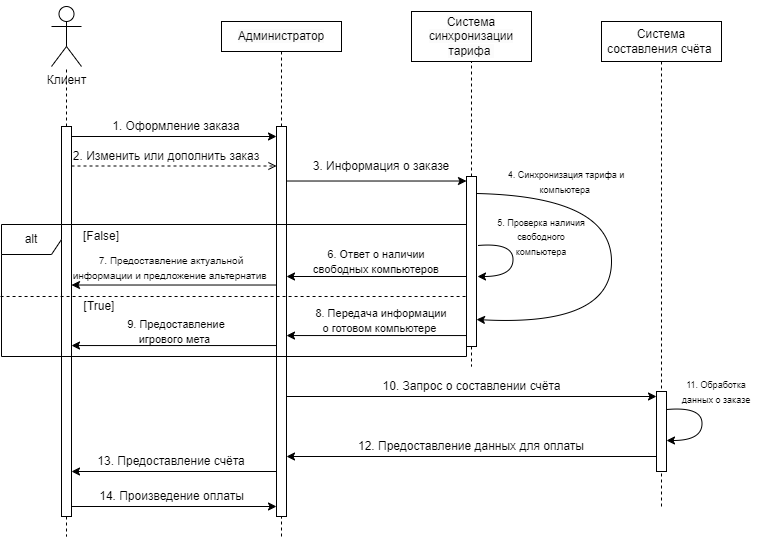 Клиент
Администратор
Система
синхронизации
тарифа
Система
составления счёта
1. Оформление заказа
2. Изменить или дополнить заказ
3. Информация о заказе
4. Синхронизация тарифа и
компьютера
5. Проверка наличия
свободного
компьютера
alt
[False]
6. Ответ о наличии
свободных компьютеров
7. Предоставление актуальной
информации и предложение альтернатив
[True]
8. Передача информации
о готовом компьютере
9. Предоставление
игрового мета
10. Запрос о составлении счёта
11. Обработка
данных о заказе
12. Предоставление данных для оплаты
13. Предоставление счёта
14. Произведение оплаты